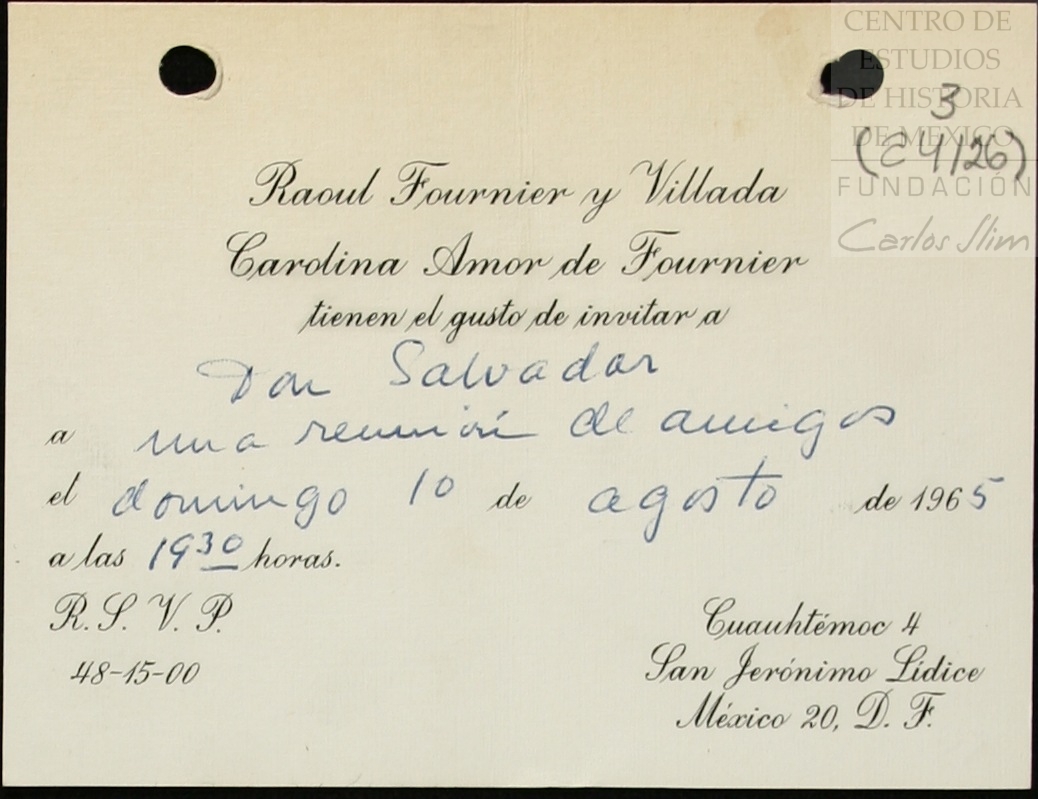 CENTRO DE
ESTUDIOS
DE HISTORIA
DE MEXICO
FUNDACIÓN
Carlos Slim
3
(C4/26)
Raoul Fournier y Villada
Carolina Amor de Fournier
tienen el gusto de invitar a
Don Salvador
a una reunión de amigos
el domingo 10 de agosto de 1965
a las 19 30 horas.
R. S. V. P.
48-15-00
Cuauhtémoc 4
San Jerónimo Lídice
México 20, D. F.